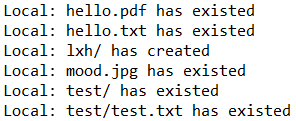 Local: hello.pdf has existed
Local: hello.txt has existed
Local: lxh/ has created
Local: mood.jpg has existed
Local: test/ has existed
Local: test/test.txt has existed